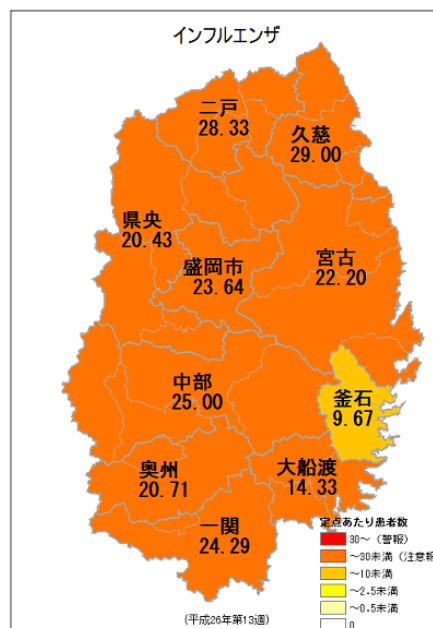 インフルエンザ
二戸
28.33
久慈
29.00
県央
20.43
盛岡市
23.64
宮古
22.20
中部
25.00
釜石
9.67
奥州
20.71
大船渡
14.33
一関
24.29
定点あたり患者数
30～（警報）
～30未満（注意報
～10未満
～2.5未満
～0.5未満
0
(平成26年第13週)